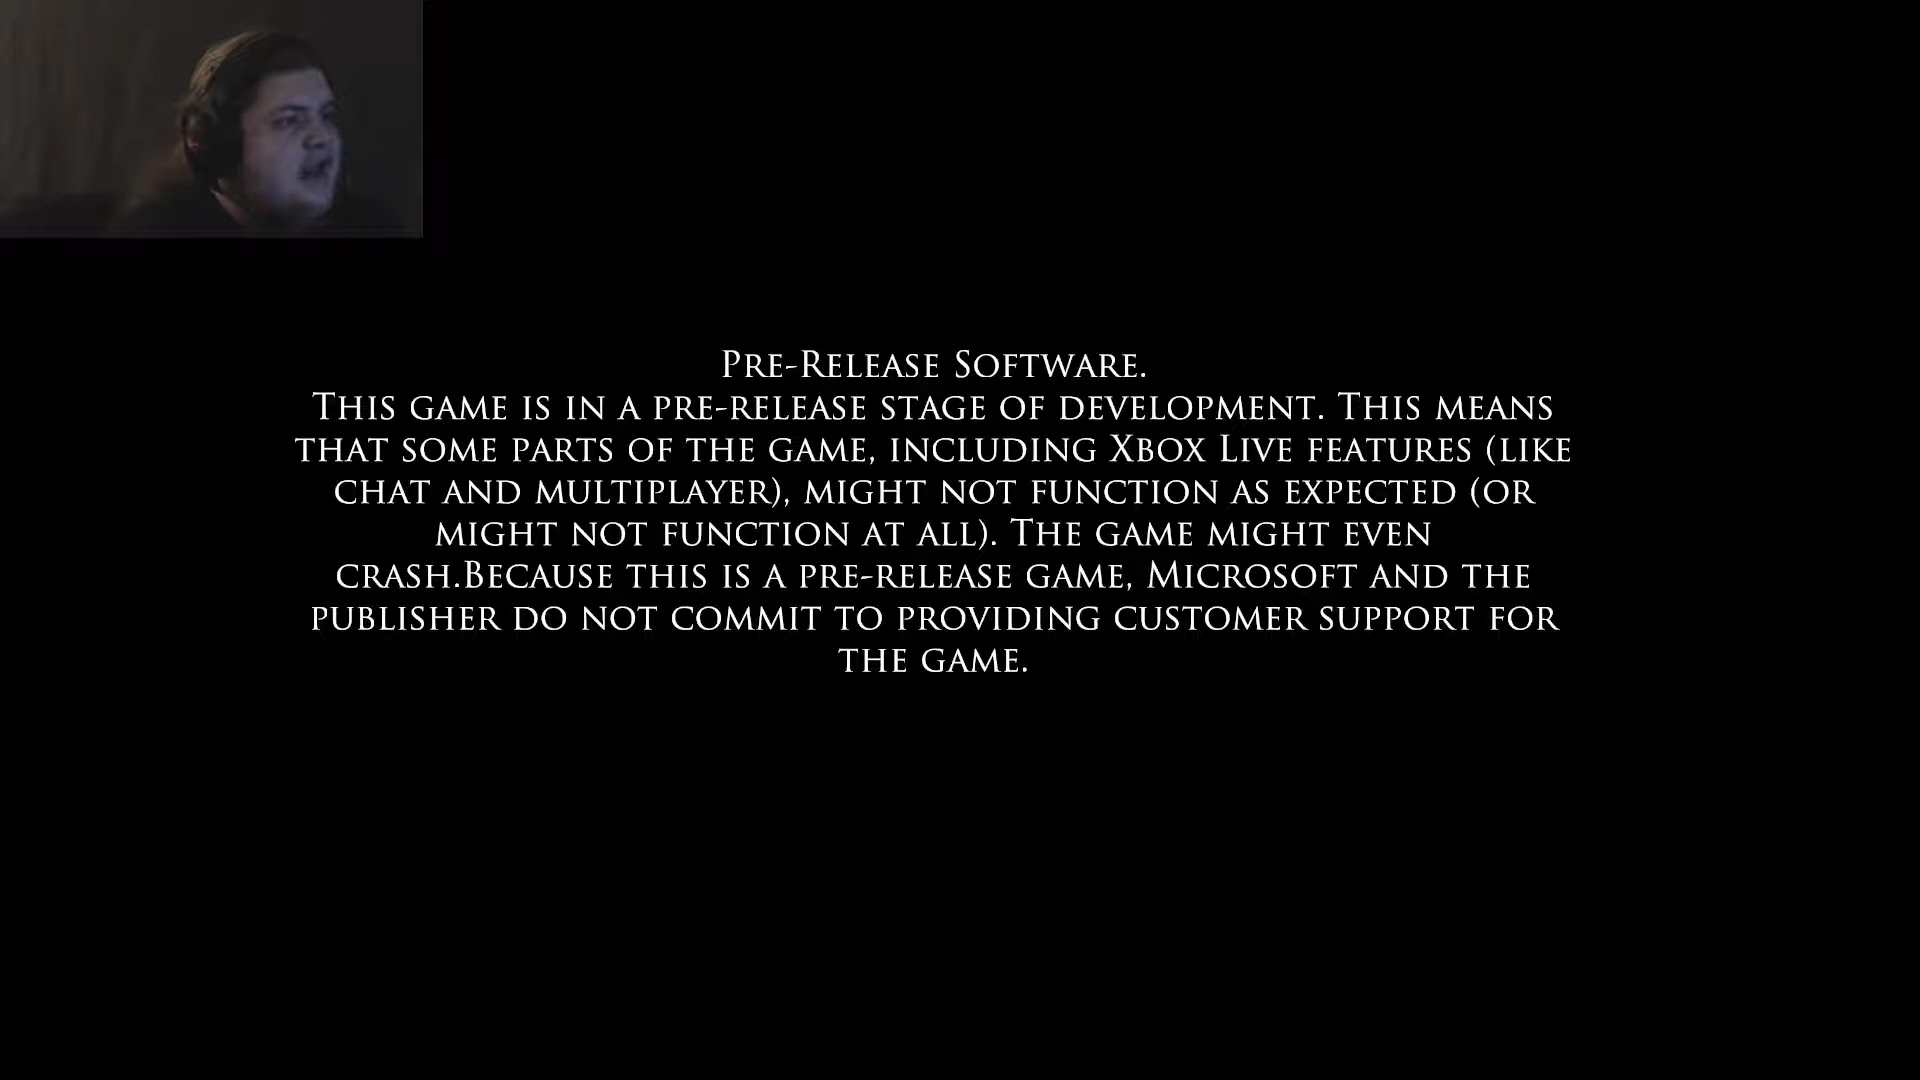 Pre-Release Software.
This game is in a pre-release stage of development. This means
that some parts of the game, including Xbox Live features (like
chat and multiplayer), might not function as expected (or
might not function at all). The game might even
crash.Because this is a pre-release game, Microsoft and the
publisher do not commit to providing customer support for
the game.